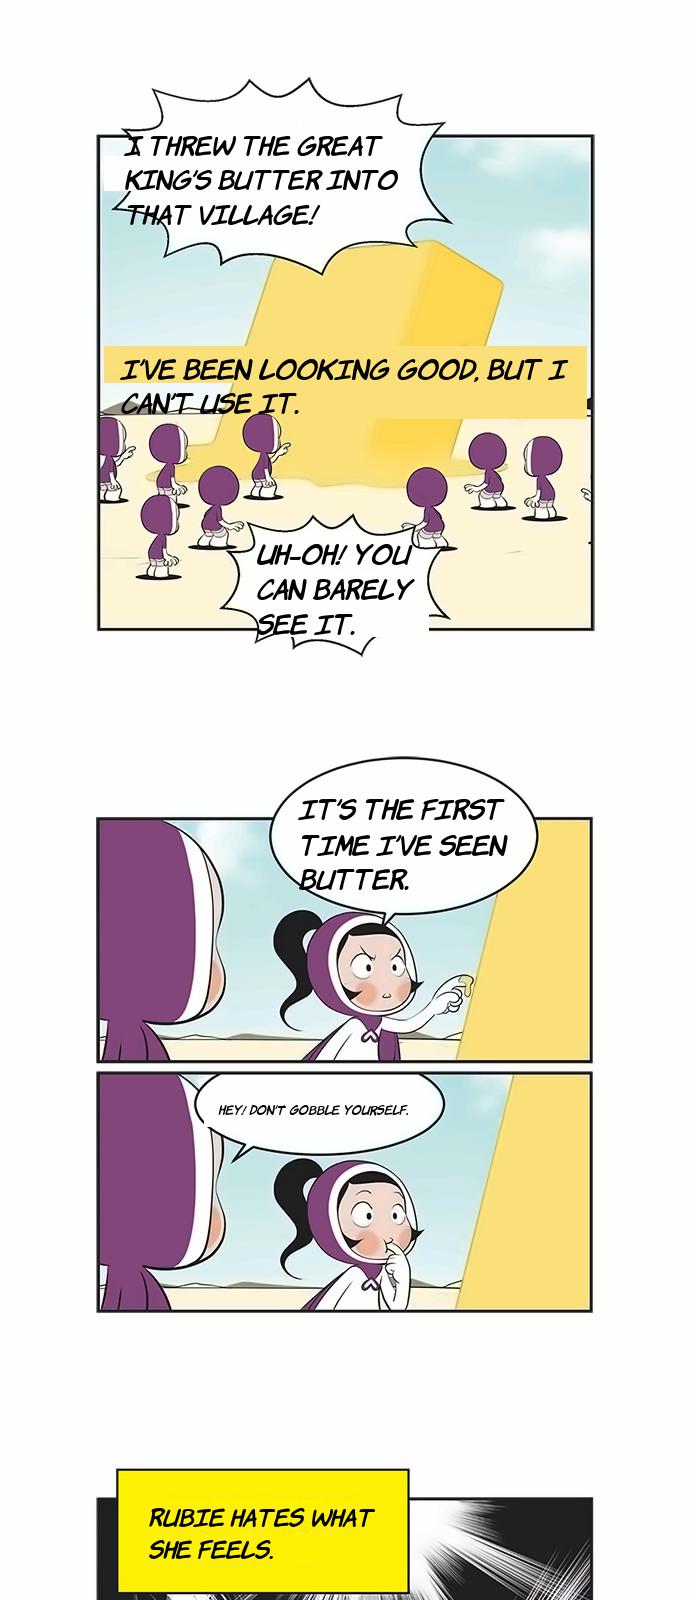 I THREW THE GREAT
KING'S BUTTER INTO
THAT VILLAGE!
I'VE BEEN LOOKING GOOD, BUT I
CAN'T USE IT.
UH-OH! YOU
CAN BARELY
SEE IT.
IT'S THE FIRST
TIME I'VE SEEN
BUTTER.
HEY! DON'T GOBBLE YOURSELF.
RUBIE HATES WHAT
SHE FEELS.